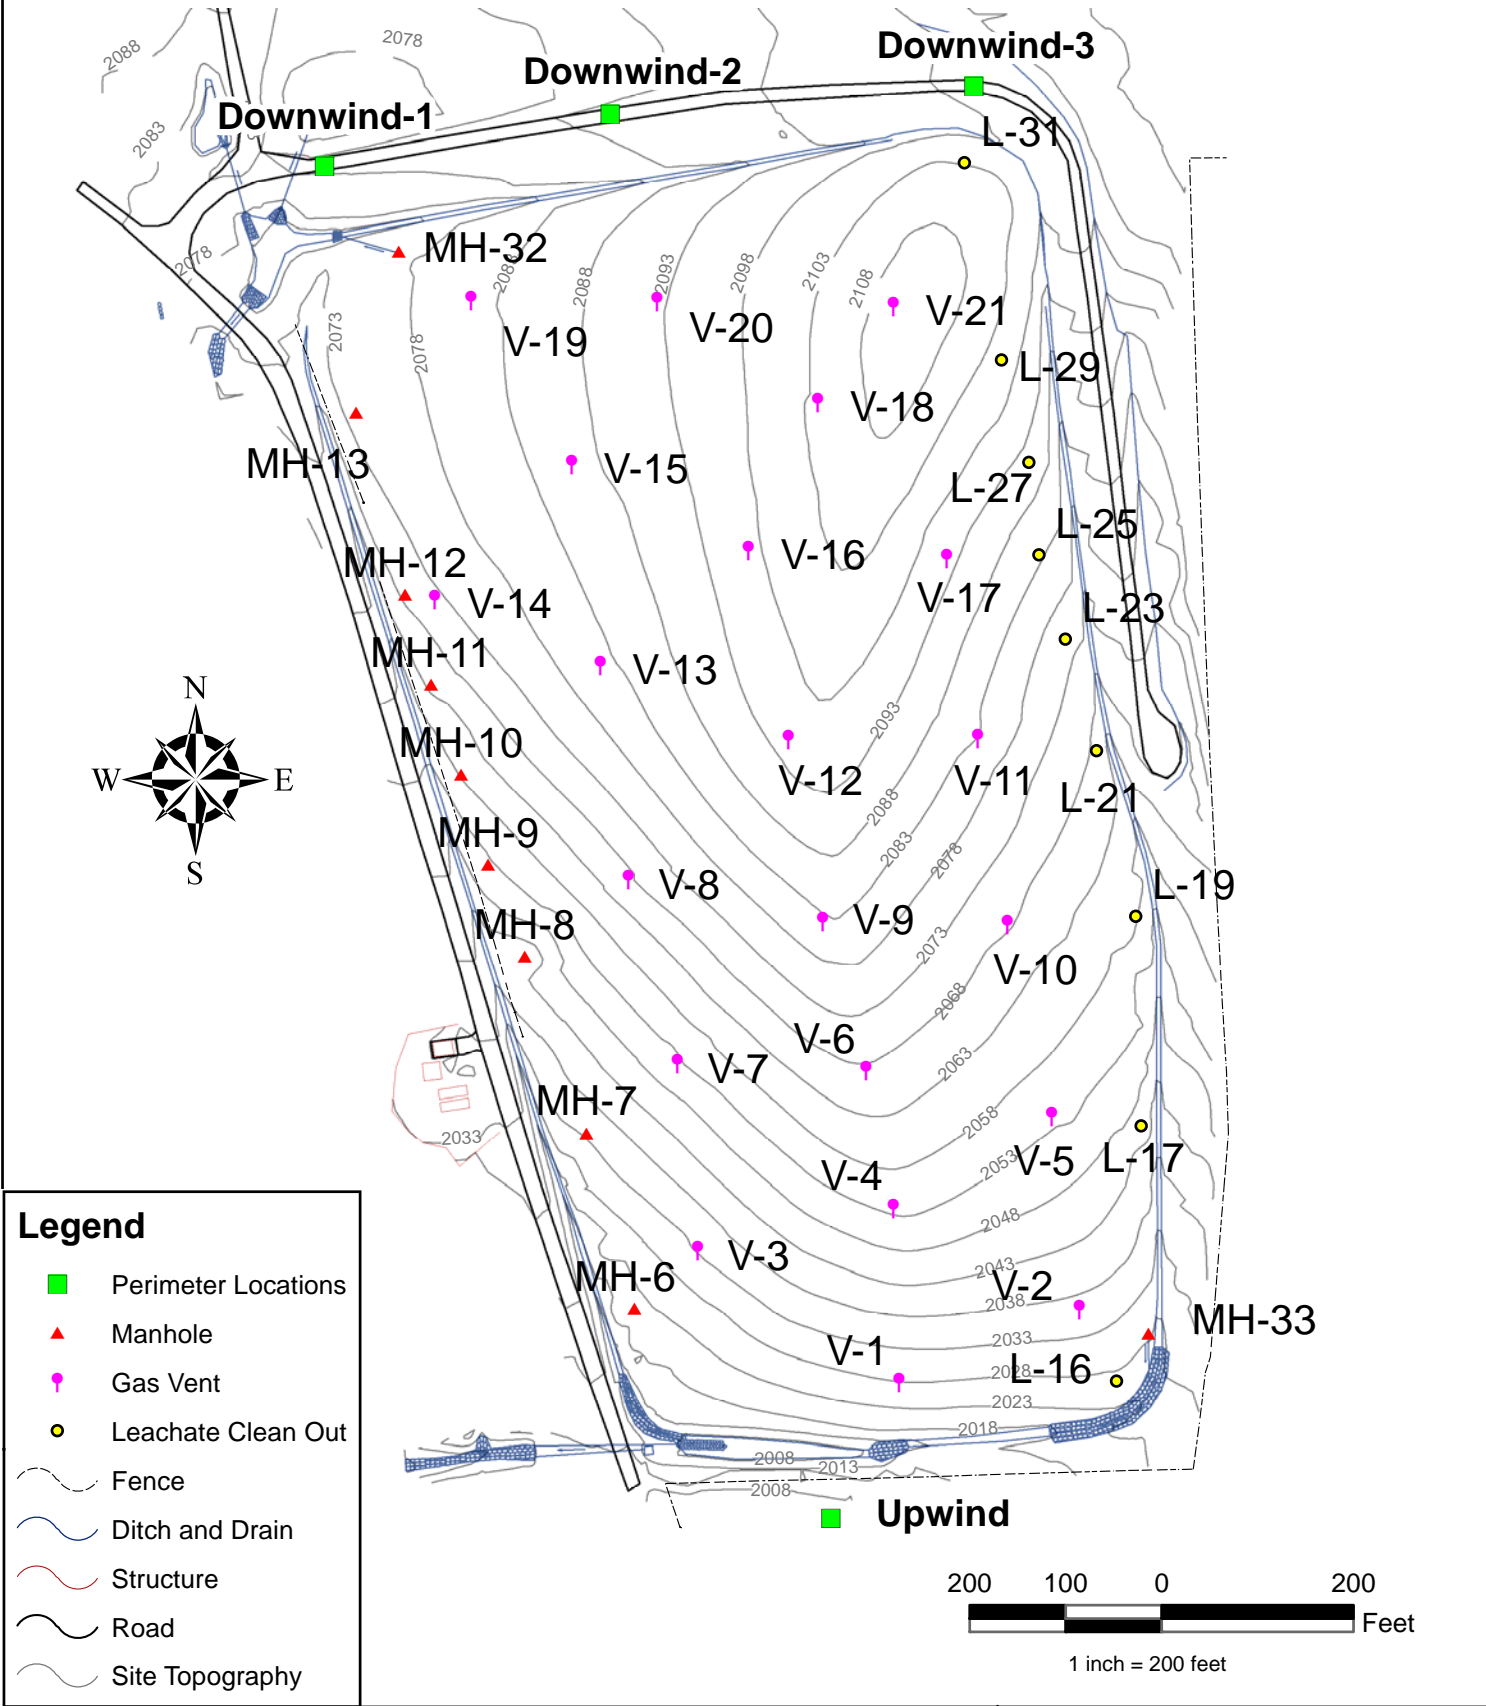 Downwind-3
2078
2088
Downwind-2
Downwind-1
L-31
2083
MH-32
2078
2083
2088
2093
2098
2103
2108
V-21
V-19
V-20
2073
2078
L-29
V-18
MH-13
V-15
L-27
L-25
MH-12
V-16
V-14
V-17
L-23
MH-11
V-13
N
2093
MH-10
W
E
V-12
V-11
L-21
2088
MH-9
2083
2078
S
V-8
L-19
V-9
MH-8
2073
V-10
2068
V-6
2063
V-7
MH-7
2058
2033
V-5
L-17
2053
V-4
2048
V-3
2043
MH-6
V-2
2038
MH-33
2033
V-1
2028
L-16
2023
2018
2008
2013
2008
Upwind
Legend
Perimeter Locations
Manhole
Gas Vent
Leachate Clean Out
Fence
Ditch and Drain
Structure
Road
Site Topography
200 100 0 200
Feet
1 inch = 200 feet